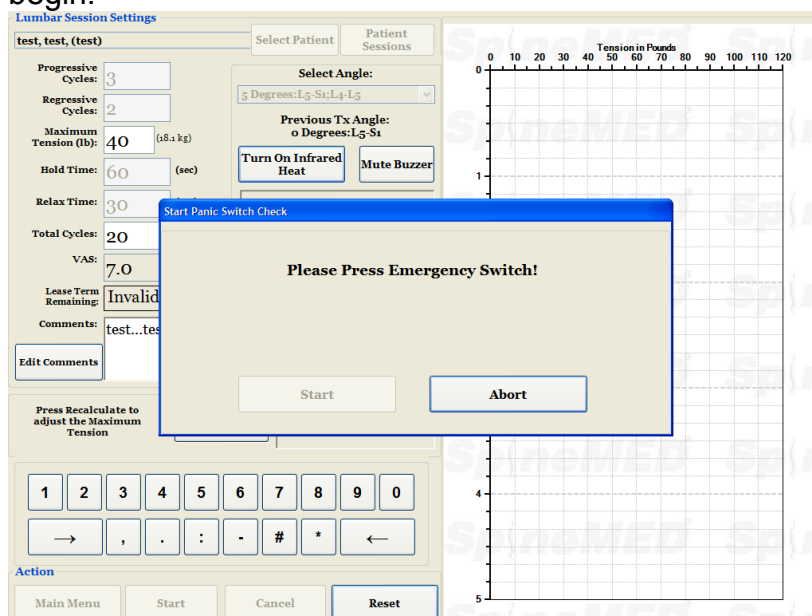 begin.
Lumbar Session Settings
test, test, (test)
Select Patient
Patient
Sessions
Progressive
Cycles:
3
Regressive
Cycles:
2
Maximum
Tension (lb):
40
(18.1 kg)
Hold Time:
60
(sec)
Relax Time:
30
Total Cycles:
20
VAS:
7.0
Lease Term
Remaining:
Invalid
Comments:
test...tes
Edit Comments
Select Angle:
5 Degrees:L5-S1;L4-L5
Previous Tx Angle:
0 Degrees:L5-S1
Turn On Infrared
Heat
Mute Buzzer
Start Panic Switch Check
Please Press Emergency Switch!
Start
Abort
Press Recalculate to
adjust the Maximum
Tension
1 2 3 4 5 6 7 8 9 0
→ , . : - # * ←
Action
Main Menu
Start
Cancel
Reset
Tension in Pounds
0 10 20 30 40 50 60 70 80 90 100 110 120
0
1
4
5
SpineMED